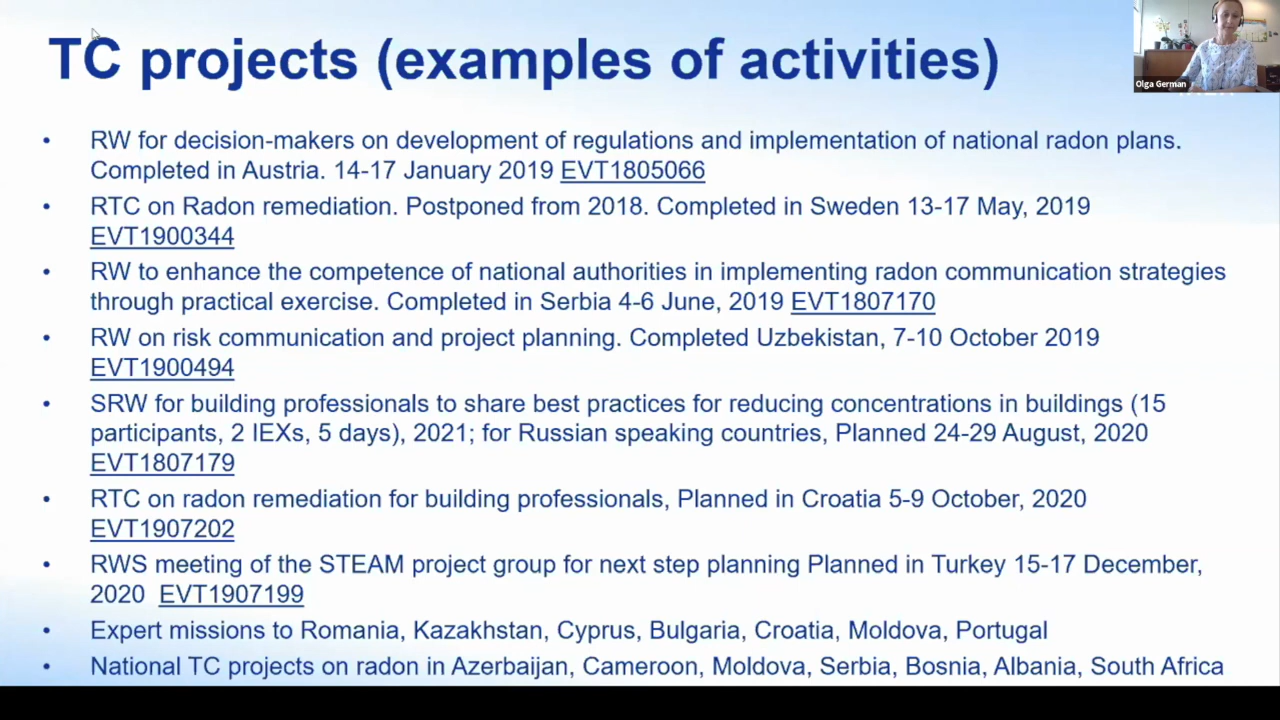 TC projects (examples of activities)
Olga German
• RW for decision-makers on development of regulations and implementation of national radon plans.
Completed in Austria. 14-17 January 2019 EVT1805066
• RTC on Radon remediation. Postponed from 2018. Completed in Sweden 13-17 May, 2019
EVT1900344
• RW to enhance the competence of national authorities in implementing radon communication strategies
through practical exercise. Completed in Serbia 4-6 June, 2019 EVT1807170
• RW on risk communication and project planning. Completed Uzbekistan, 7-10 October 2019
EVT1900494
• SRW for building professionals to share best practices for reducing concentrations in buildings (15
participants, 2 IEXs, 5 days), 2021; for Russian speaking countries, Planned 24-29 August, 2020
EVT1807179
• RTC on radon remediation for building professionals, Planned in Croatia 5-9 October, 2020
EVT1907202
• RWS meeting of the STEAM project group for next step planning Planned in Turkey 15-17 December,
2020 EVT1907199
• Expert missions to Romania, Kazakhstan, Cyprus, Bulgaria, Croatia, Moldova, Portugal
• National TC projects on radon in Azerbaijan, Cameroon, Moldova, Serbia, Bosnia, Albania, South Africa